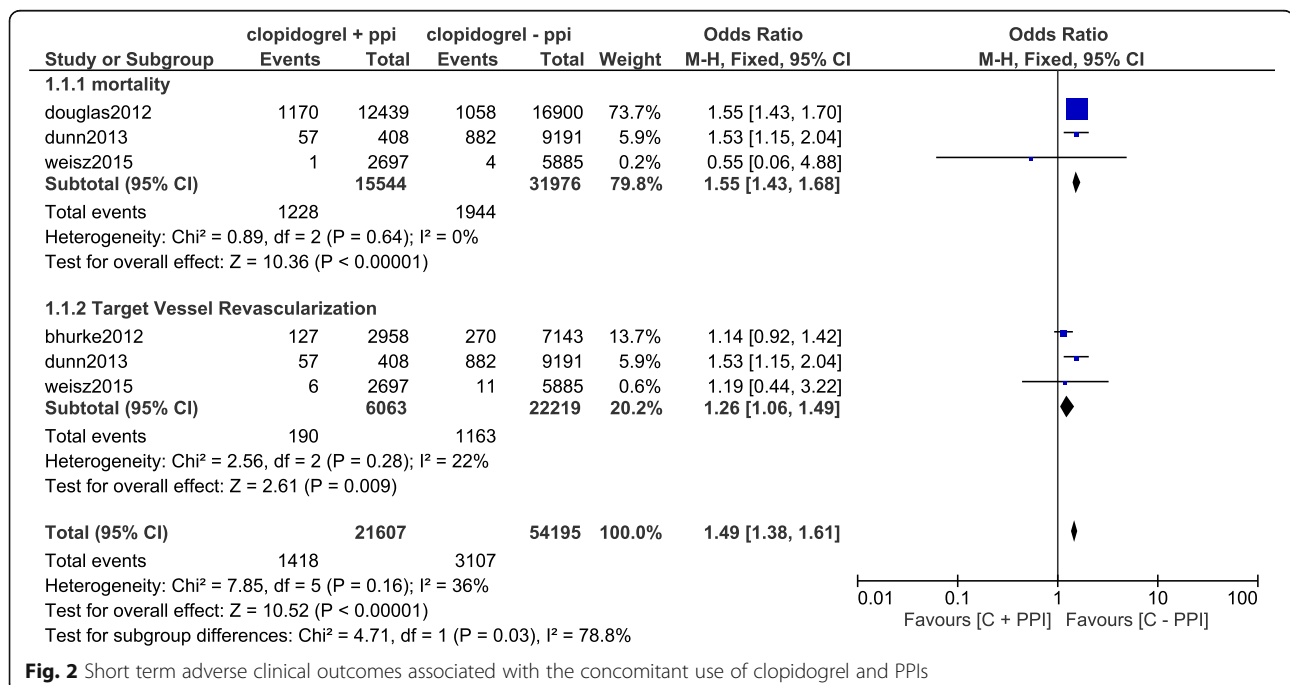 clopidogrel + ppi clopidogrel - ppi Odds Ratio Odds Ratio
Study or Subgroup Events Total Events Total Weight M-H, Fixed, 95% CI M-H, Fixed, 95% CI
1.1.1 mortality
douglas2012 1170 12439 1058 16900 73.7% 1.55 [1.43, 1.70]
dunn2013 57 408 882 9191 5.9% 1.53 [1.15, 2.04]
weisz2015 1 2697 4 5885 0.2% 0.55 [0.06, 4.88]
Subtotal (95% CI) 15544 31976 79.8% 1.55 [1.43, 1.68]
Total events 1228 1944
Heterogeneity: Chi² = 0.89, df = 2 (P = 0.64); I² = 0%
Test for overall effect: Z = 10.36 (P < 0.00001)
1.1.2 Target Vessel Revascularization
bhurke2012 127 2958 270 7143 13.7% 1.14 [0.92, 1.42]
dunn2013 57 408 882 9191 5.9% 1.53 [1.15, 2.04]
weisz2015 6 2697 11 5885 0.6% 1.19 [0.44, 3.22]
Subtotal (95% CI) 6063 22219 20.2% 1.26 [1.06, 1.49]
Total events 190 1163
Heterogeneity: Chi² = 2.56, df = 2 (P = 0.28); I² = 22%
Test for overall effect: Z = 2.61 (P = 0.009)
Total (95% CI) 21607 54195 100.0% 1.49 [1.38, 1.61]
Total events 1418 3107
Heterogeneity: Chi² = 7.85, df = 5 (P = 0.16); I² = 36%
Test for overall effect: Z = 10.52 (P < 0.00001)
Test for subgroup differences: Chi² = 4.71, df = 1 (P = 0.03), I² = 78.8%
0.01 0.1 1 10 100
Favours [C + PPI] Favours [C - PPI]
Fig. 2 Short term adverse clinical outcomes associated with the concomitant use of clopidogrel and PPIs